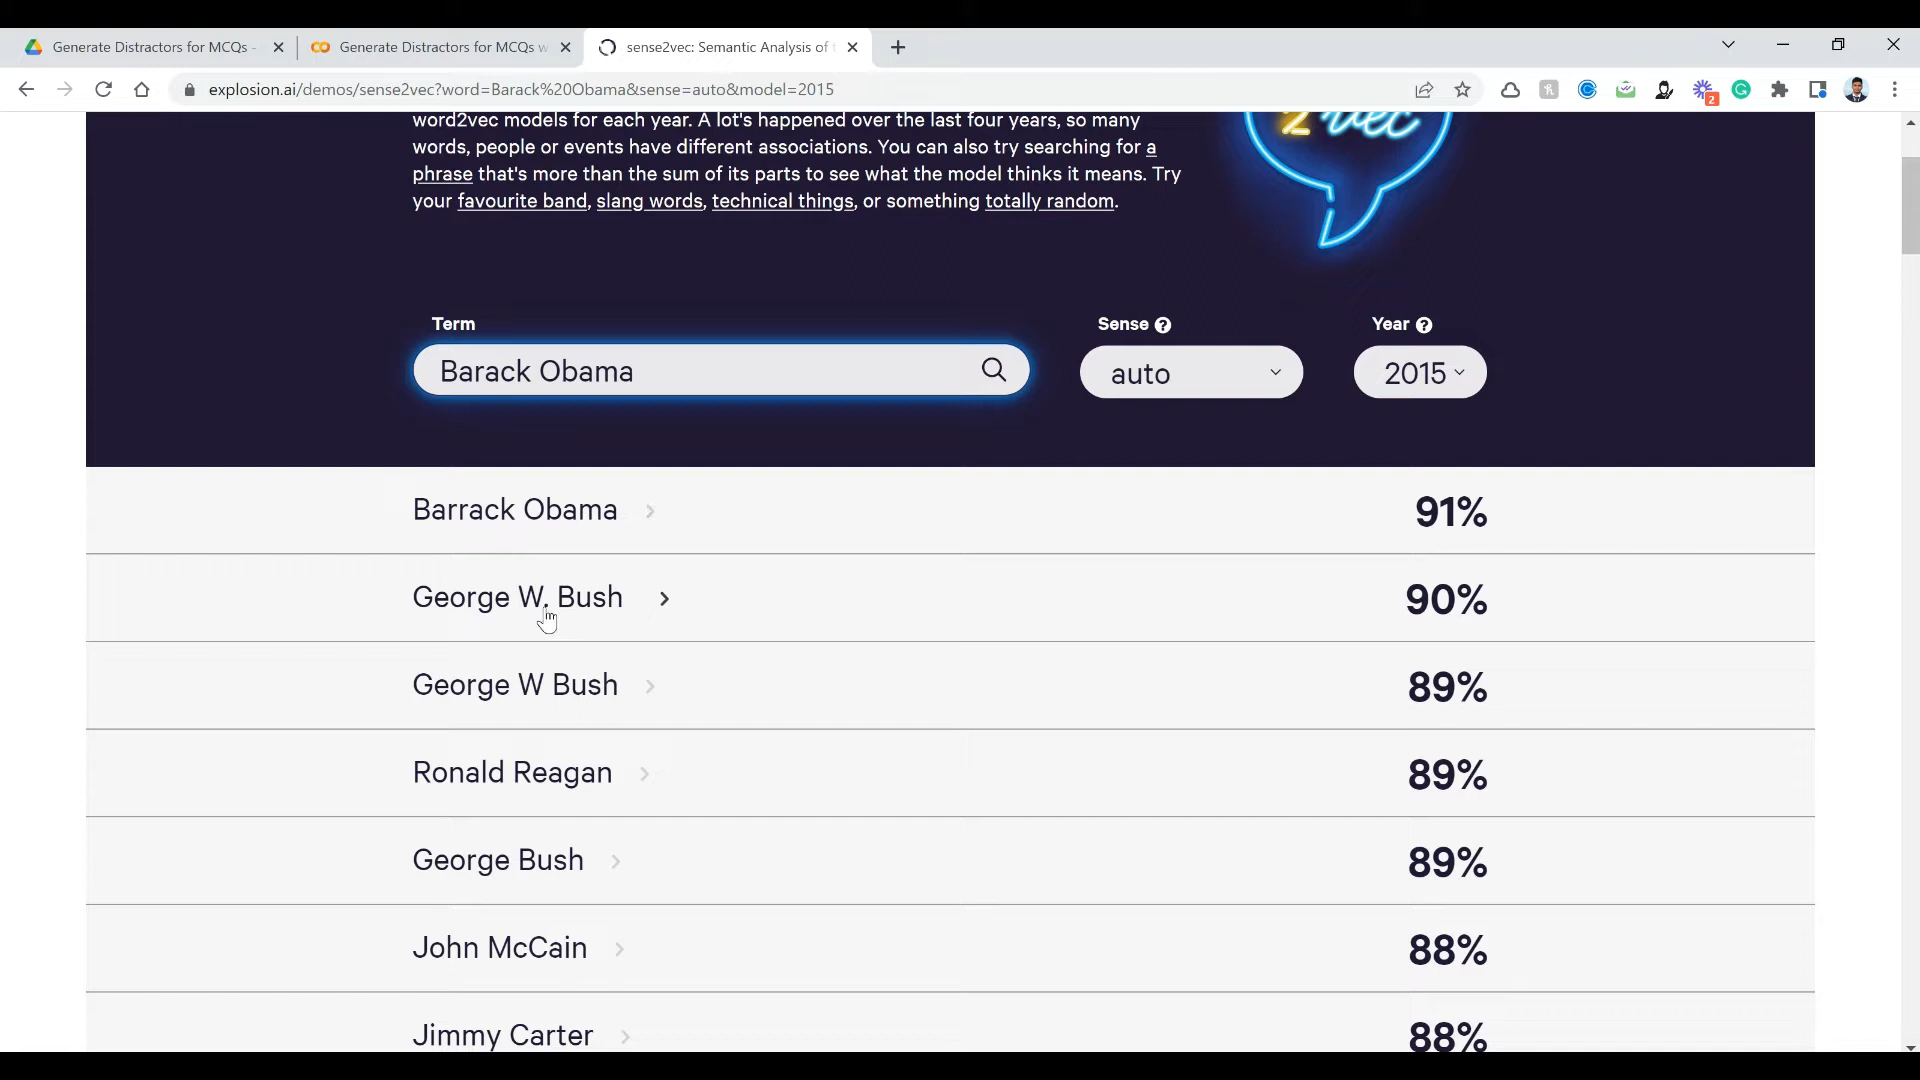 Generate Distractors for MCQs -
Generate Distractors for MCQs w
sense2vec: Semantic Analysis of
explosion.ai/demos/sense2vec?word=Barack%20Obama&sense=auto&model=2015
2
word2vec models for each year. A lot's happened over the last four years, so many
words, people or events have different associations. You can also try searching for a
phrase that's more than the sum of its parts to see what the model thinks it means. Try
your favourite band, slang words, technical things, or something totally random.
2 vec
Term
Sense ?
Year ?
Barack Obama
auto
2015
Barrack Obama 91%
George W. Bush 90%
George W Bush 89%
Ronald Reagan 89%
George Bush 89%
John McCain 88%
Jimmy Carter 88%